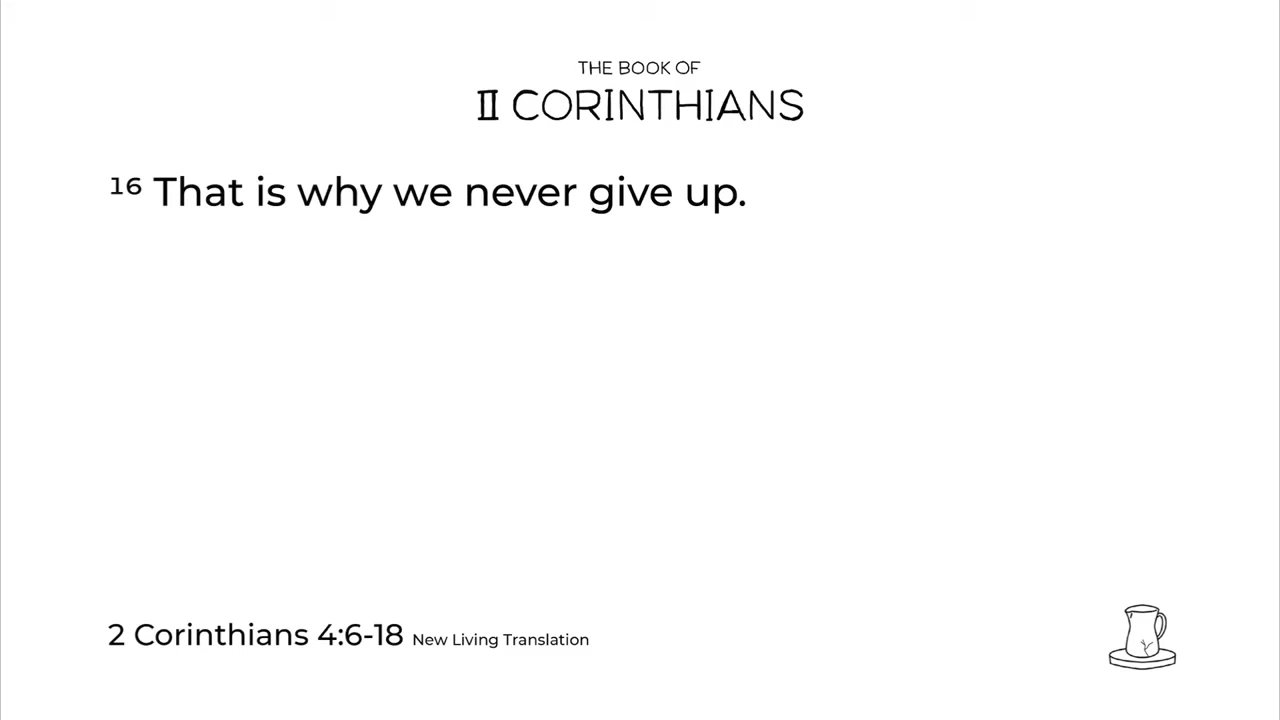 THE BOOK OF
II CORINTHIANS
¹⁶ That is why we never give up.
2 Corinthians 4:6-18 New Living Translation